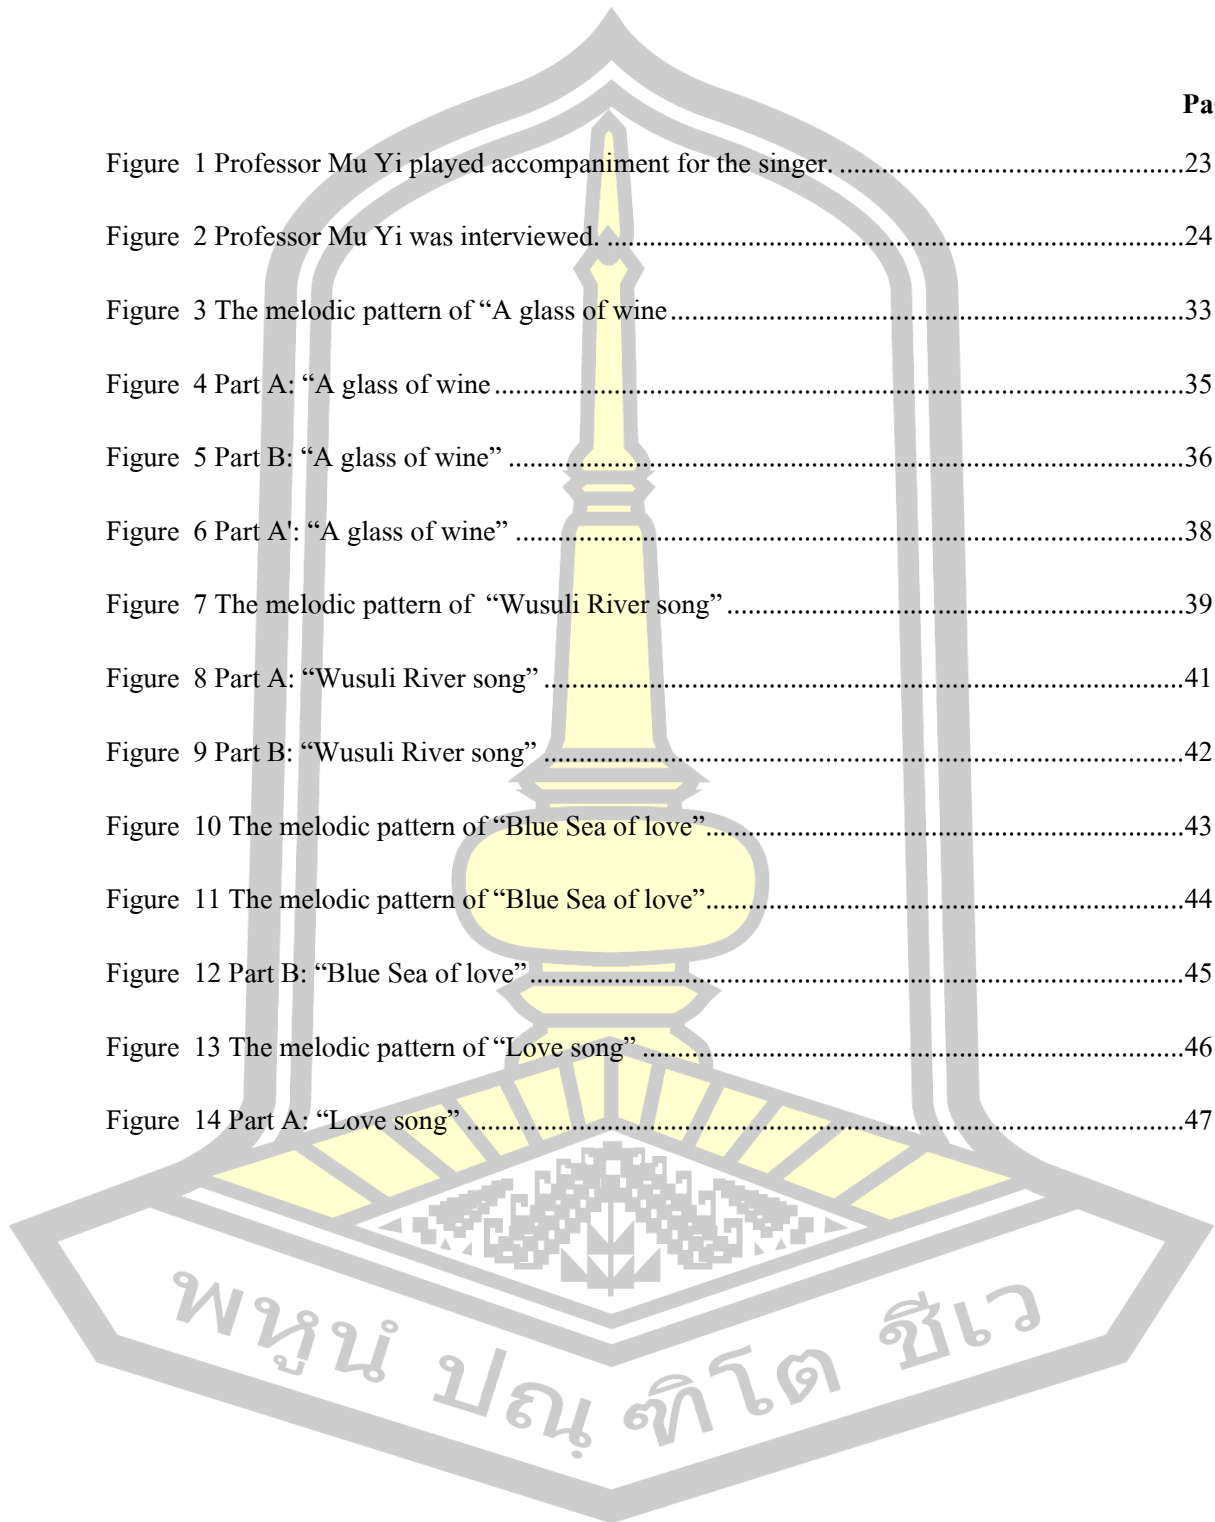 Pa
Figure 1 Professor Mu Yi played accompaniment for the singer. ....................................................23
Figure 2 Professor Mu Yi was interviewed. ......................................................................................24
Figure 3 The melodic pattern of “A glass of wine.............................................................................33
Figure 4 Part A: “A glass of wine......................................................................................................35
Figure 5 Part B: “A glass of wine” ....................................................................................................36
Figure 6 Part A': “A glass of wine” ...................................................................................................38
Figure 7 The melodic pattern of “Wusuli River song” ....................................................................39
Figure 8 Part A: “Wusuli River song” ...............................................................................................41
Figure 9 Part B: “Wusuli River song” ...............................................................................................42
Figure 10 The melodic pattern of “Blue Sea of love”.......................................................................43
Figure 11 The melodic pattern of “Blue Sea of love”.......................................................................44
Figure 12 Part B: “Blue Sea of love”.................................................................................................45
Figure 13 The melodic pattern of “Love song” ................................................................................46
Figure 14 Part A: “Love song” ..........................................................................................................47
พหูนํ ปณฺ ฑิโต ชีเว